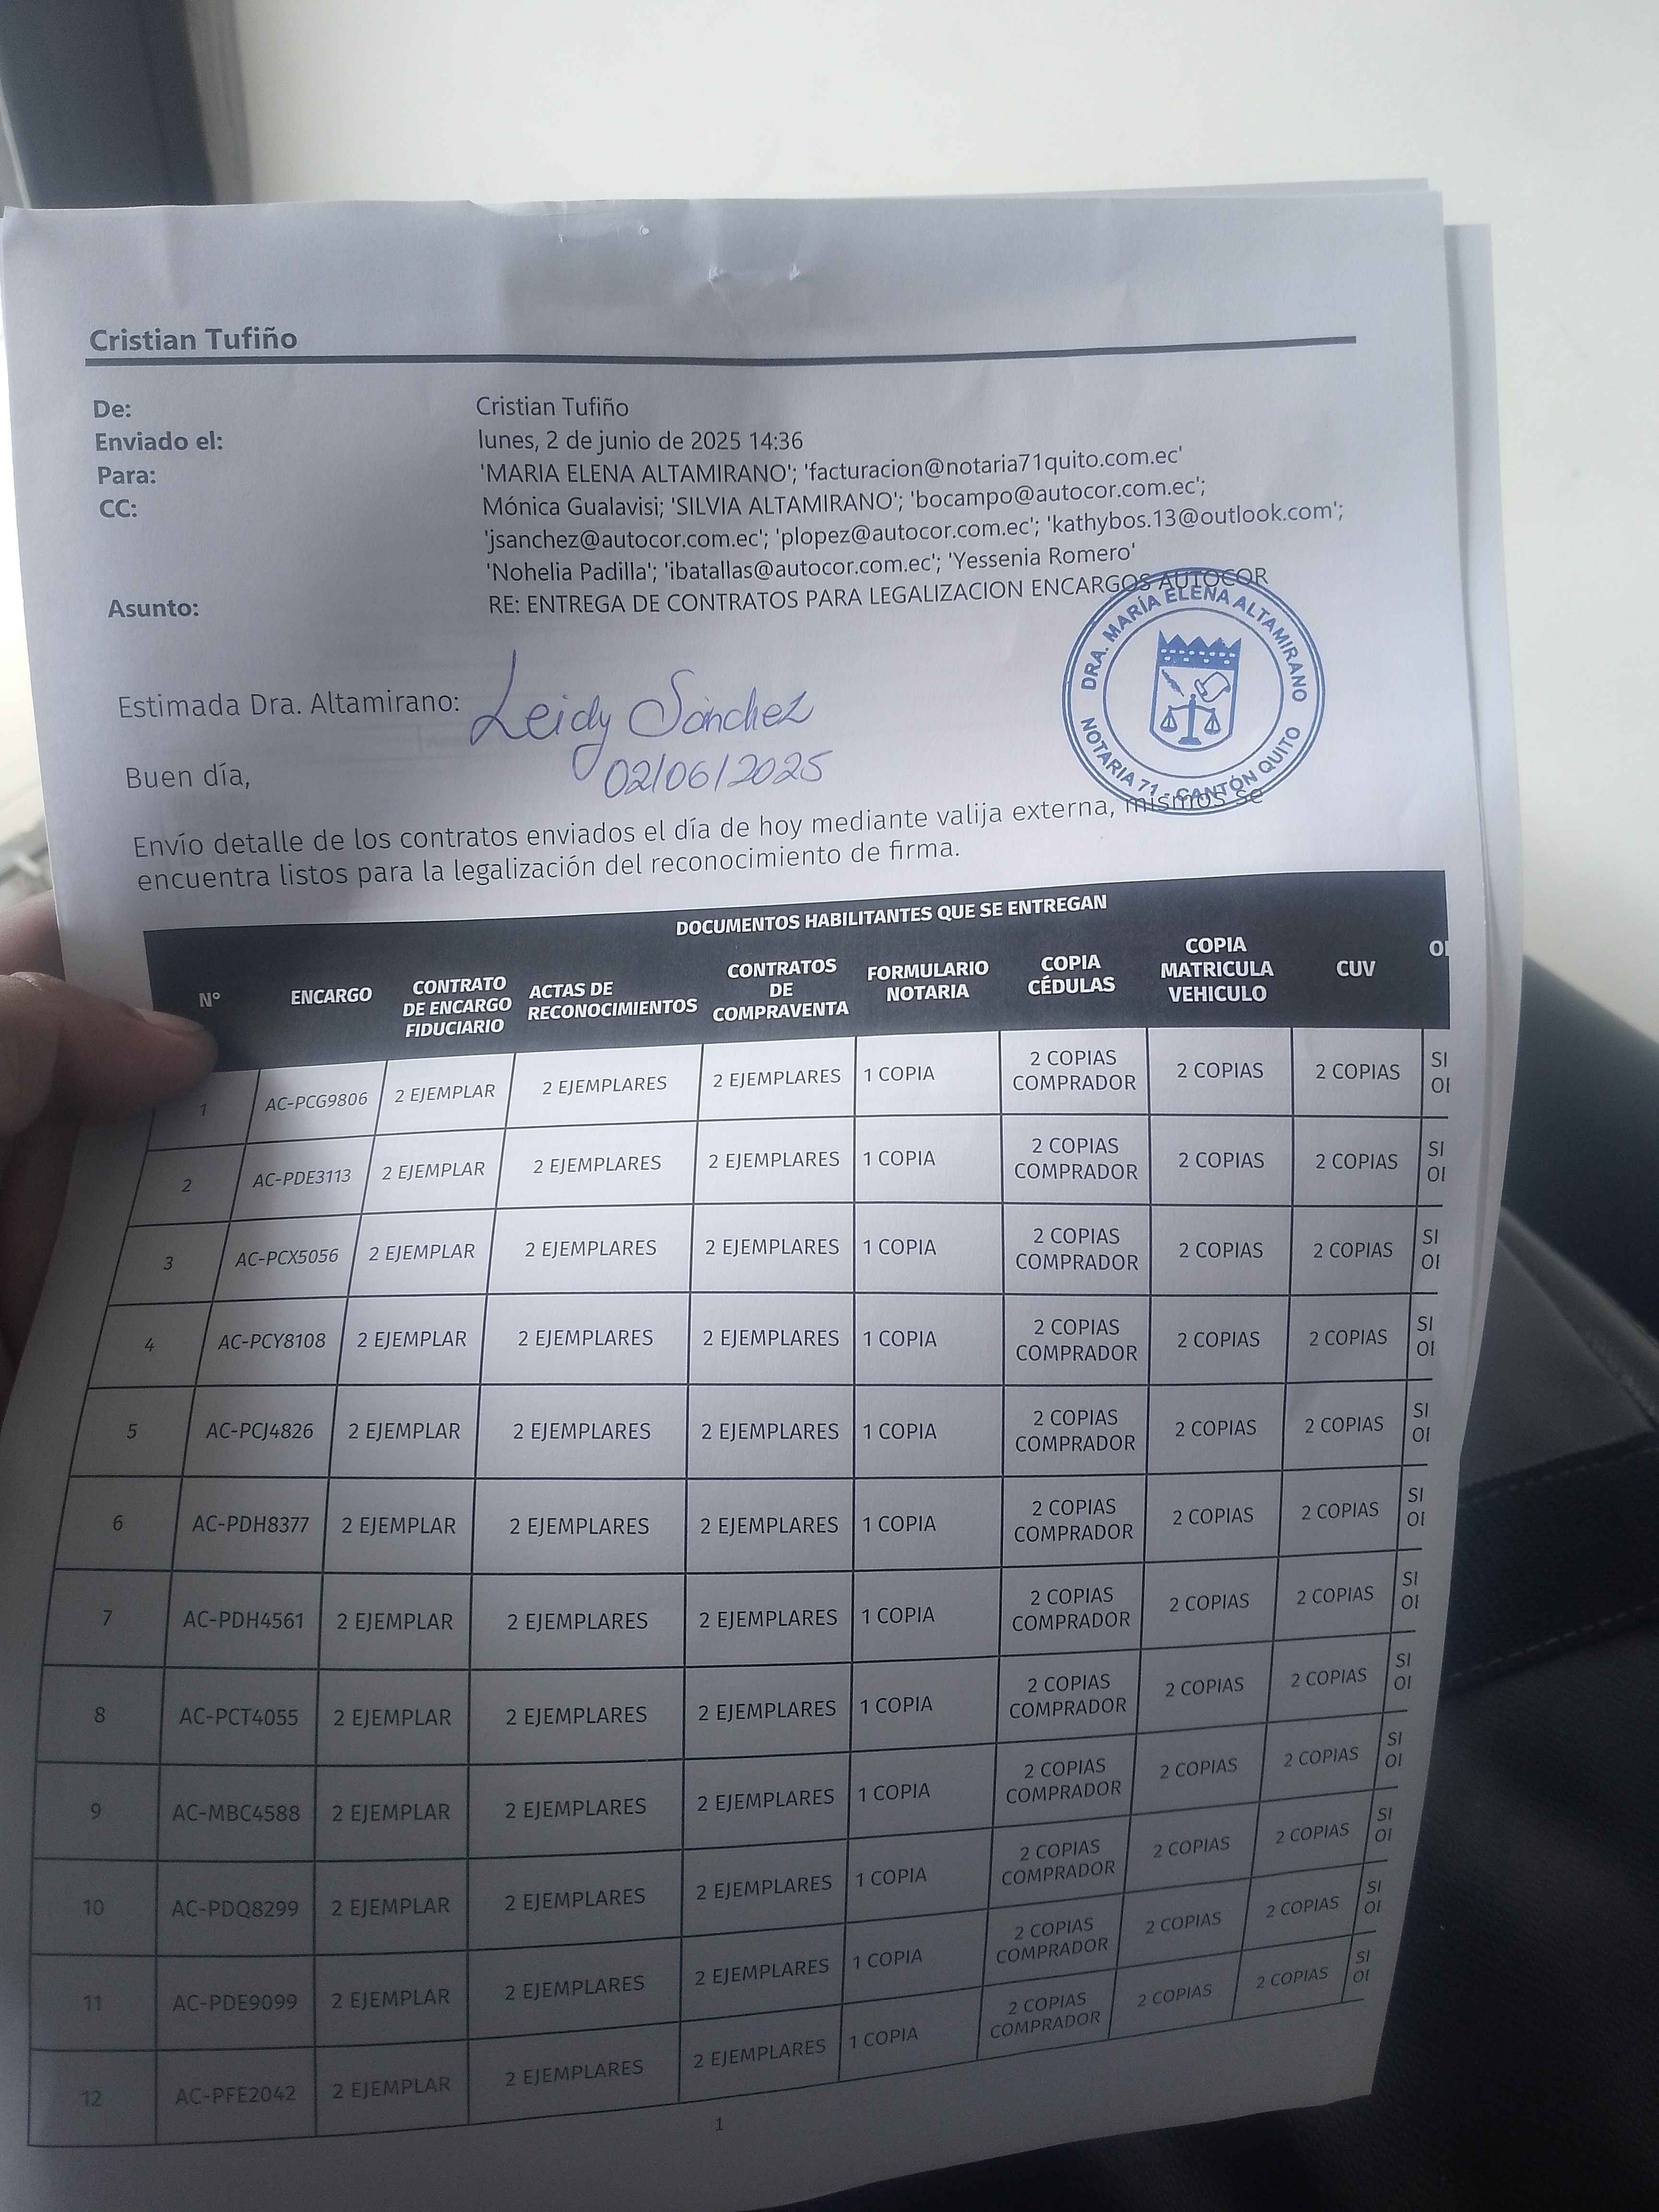 Cristian Tufiño
De: Cristian Tufiño
Enviado el: lunes, 2 de junio de 2025 14:36
Para: 'MARIA ELENA ALTAMIRANO'; 'facturacion@notaria71quito.com.ec'
CC: Mónica Gualavisi; 'SILVIA ALTAMIRANO'; 'bocampo@autocor.com.ec';
'jsanchez@autocor.com.ec'; 'plopez@autocor.com.ec'; 'kathybos.13@outlook.com';
'Nohelia Padilla'; 'ibatallas@autocor.com.ec'; 'Yessenia Romero'
Asunto: RE: ENTREGA DE CONTRATOS PARA LEGALIZACION ENCARGOS AUTOCOR
DRA. MARÍA ELENA ALTAMIRANO
NOTARIA 71 - CANTÓN QUITO
Estimada Dra. Altamirano:
Leidy Sánchez
02/06/2025
Buen día,
Envío detalle de los contratos enviados el día de hoy mediante valija externa, mismos se
encuentra listos para la legalización del reconocimiento de firma.
DOCUMENTOS HABILITANTES QUE SE ENTREGAN
N° ENCARGO CONTRATO DE ENCARGO FIDUCIARIO ACTAS DE RECONOCIMIENTOS CONTRATOS DE COMPRAVENTA FORMULARIO NOTARIA COPIA CÉDULAS COPIA MATRICULA VEHICULO CUV
1 AC-PCG9806 2 EJEMPLAR 2 EJEMPLARES 2 EJEMPLARES 1 COPIA 2 COPIAS COMPRADOR 2 COPIAS 2 COPIAS SI
2 AC-PDE3113 2 EJEMPLAR 2 EJEMPLARES 2 EJEMPLARES 1 COPIA 2 COPIAS COMPRADOR 2 COPIAS 2 COPIAS SI
3 AC-PCX5056 2 EJEMPLAR 2 EJEMPLARES 2 EJEMPLARES 1 COPIA 2 COPIAS COMPRADOR 2 COPIAS 2 COPIAS SI
4 AC-PCY8108 2 EJEMPLAR 2 EJEMPLARES 2 EJEMPLARES 1 COPIA 2 COPIAS COMPRADOR 2 COPIAS 2 COPIAS SI
5 AC-PCJ4826 2 EJEMPLAR 2 EJEMPLARES 2 EJEMPLARES 1 COPIA 2 COPIAS COMPRADOR 2 COPIAS 2 COPIAS SI
6 AC-PDH8377 2 EJEMPLAR 2 EJEMPLARES 2 EJEMPLARES 1 COPIA 2 COPIAS COMPRADOR 2 COPIAS 2 COPIAS SI
7 AC-PDH4561 2 EJEMPLAR 2 EJEMPLARES 2 EJEMPLARES 1 COPIA 2 COPIAS COMPRADOR 2 COPIAS 2 COPIAS SI
8 AC-PCT4055 2 EJEMPLAR 2 EJEMPLARES 2 EJEMPLARES 1 COPIA 2 COPIAS COMPRADOR 2 COPIAS 2 COPIAS SI
9 AC-MBC4588 2 EJEMPLAR 2 EJEMPLARES 2 EJEMPLARES 1 COPIA 2 COPIAS COMPRADOR 2 COPIAS 2 COPIAS SI
10 AC-PDQ8299 2 EJEMPLAR 2 EJEMPLARES 2 EJEMPLARES 1 COPIA 2 COPIAS COMPRADOR 2 COPIAS 2 COPIAS SI
11 AC-PDE9099 2 EJEMPLAR 2 EJEMPLARES 2 EJEMPLARES 1 COPIA 2 COPIAS COMPRADOR 2 COPIAS 2 COPIAS SI
12 AC-PFE2042 2 EJEMPLAR 2 EJEMPLARES 2 EJEMPLARES 1 COPIA 2 COPIAS COMPRADOR 2 COPIAS 2 COPIAS SI
1